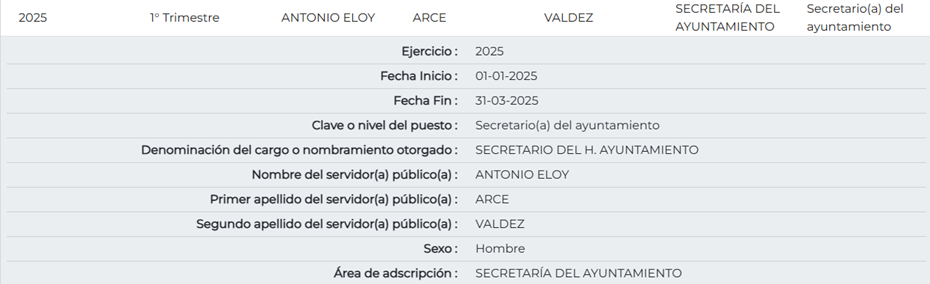 2025 1° Trimestre ANTONIO ELOY ARCE VALDEZ SECRETARÍA DEL AYUNTAMIENTO Secretario(a) del ayuntamiento
Ejercicio : 2025
Fecha Inicio : 01-01-2025
Fecha Fin : 31-03-2025
Clave o nivel del puesto : Secretario(a) del ayuntamiento
Denominación del cargo o nombramiento otorgado : SECRETARIO DEL H. AYUNTAMIENTO
Nombre del servidor(a) público(a) : ANTONIO ELOY
Primer apellido del servidor(a) público(a) : ARCE
Segundo apellido del servidor(a) público(a) : VALDEZ
Sexo : Hombre
Área de adscripción : SECRETARÍA DEL AYUNTAMIENTO